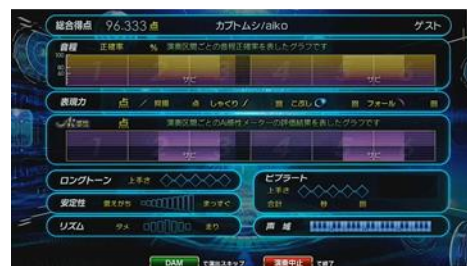 総合得点 96.333点 カブトムシ/aiko ゲスト
音程 正確率 % 演奏区間ごとの音程正確率を表したグラフです
表現力 点 / 抑揚 点 しゃくり 回 こぶし 回 フォール 回
点 演奏区間ごとのAI感性メーターの評価結果を表したグラフです
ロングトーン 上手さ
ビブラート
上手さ
合計 秒 回
安定性 震えがち まっすぐ
リズム タメ 走り
声域
DAM で演出スキップ 演奏中止 で終了